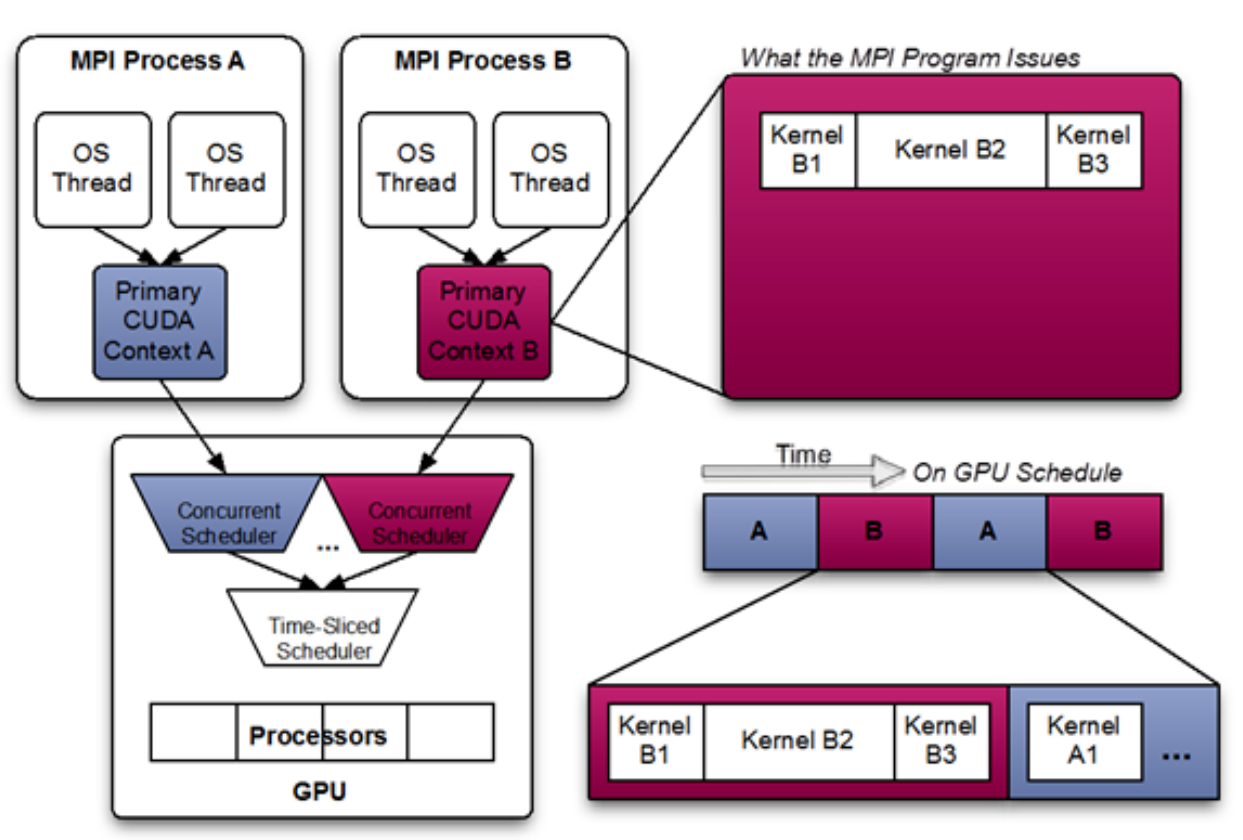 MPI Process A
OS
Thread
OS
Thread
Primary
CUDA
Context A
MPI Process B
OS
Thread
OS
Thread
Primary
CUDA
Context B
What the MPI Program Issues
Kernel
B1
Kernel B2
Kernel
B3
Concurrent
Scheduler
...
Concurrent
Scheduler
Time-Sliced
Scheduler
Processors
GPU
Time
On GPU Schedule
A
B
A
B
Kernel
B1
Kernel B2
Kernel
B3
Kernel
A1
...